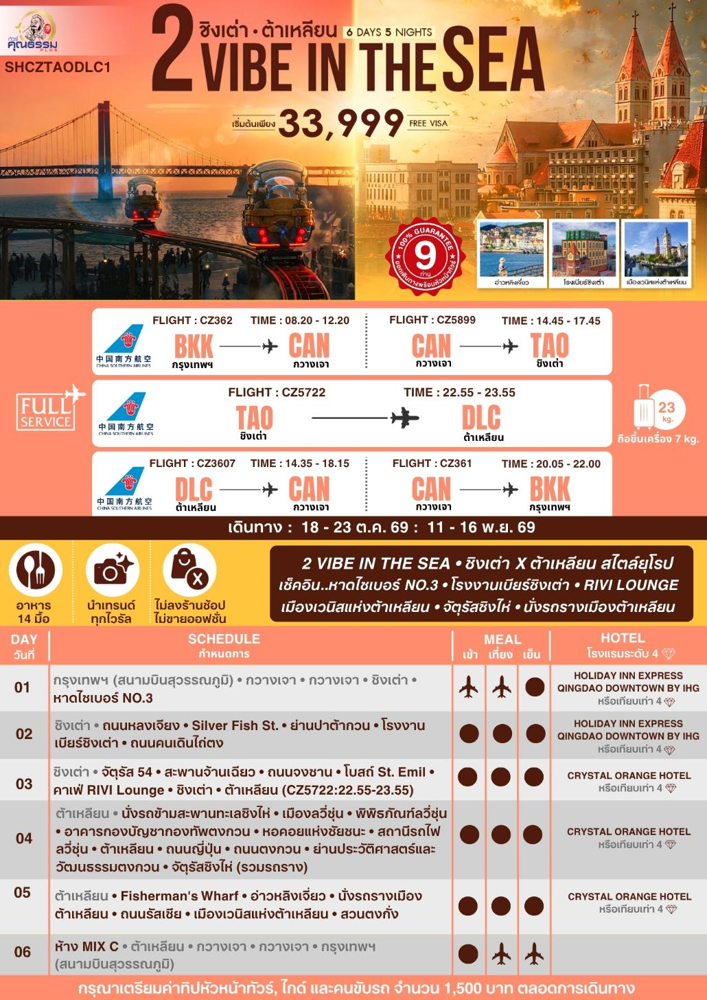 ทัวร์
คุณธรรม
PLUS
SHCZTAODLC1
2 VIBE IN THE SEA
ชิงเต่า • ต้าเหลียน 6 DAYS 5 NIGHTS
เริ่มต้นเพียง 33,999 FREE VISA
100% GUARANTEE
9
ท่าน
ออกเดินทางพร้อมหัวหน้าทัวร์
อ่าวหลิงเจี่ยว
โรงเบียร์ชิงเต่า
เมืองเวนิสแห่งต้าเหลียน
FLIGHT : CZ362 TIME : 08.20 - 12.20
FLIGHT : CZ5899 TIME : 14.45 - 17.45
BKK CAN
CAN TAO
กรุงเทพฯ กวางเจา
กวางเจา ชิงเต่า
中国南方航空
CHINA SOUTHERN AIRLINES
FULL
SERVICE
FLIGHT : CZ5722 TIME : 22.55 - 23.55
TAO DLC
ชิงเต่า ต้าเหลียน
中国南方航空
CHINA SOUTHERN AIRLINES
23
kg.
ถือขึ้นเครื่อง 7 kg.
FLIGHT : CZ3607 TIME : 14.35 - 18.15
FLIGHT : CZ361 TIME : 20.05 - 22.00
DLC CAN
CAN BKK
ต้าเหลียน กวางเจา
กวางเจา กรุงเทพฯ
中国南方航空
CHINA SOUTHERN AIRLINES
เดินทาง : 18 - 23 ต.ค. 69 : 11 - 16 พ.ย. 69
อาหาร
14 มื้อ
นำเทรนด์
ทุกไวรัล
X
ไม่ลงร้านช้อป
ไม่ขายออฟชั่น
2 VIBE IN THE SEA • ชิงเต่า X ต้าเหลียน สไตล์ยุโรป
เช็คอิน..หาดไซเบอร์ NO.3 • โรงงานเบียร์ชิงเต่า • RIVI LOUNGE
เมืองเวนิสแห่งต้าเหลียน • จัตุรัสชิงไห่ • นั่งรถรางเมืองต้าเหลียน
DAY SCHEDULE MEAL HOTEL
วันที่ กำหนดการ เช้า เที่ยง เย็น โรงแรมระดับ 4
01
กรุงเทพฯ (สนามบินสุวรรณภูมิ) • กวางเจา • กวางเจา • ชิงเต่า •
หาดไซเบอร์ NO.3
HOLIDAY INN EXPRESS
QINGDAO DOWNTOWN BY IHG
หรือเทียบเท่า 4
02
ชิงเต่า • ถนนหลงเจียง • Silver Fish St. • ย่านปาต้ากวน • โรงงาน
เบียร์ชิงเต่า • ถนนคนเดินไถ่ตง
HOLIDAY INN EXPRESS
QINGDAO DOWNTOWN BY IHG
หรือเทียบเท่า 4
03
ชิงเต่า • จัตุรัส 54 • สะพานจ้านเฉียว • ถนนจงซาน • โบสถ์ St. Emil •
คาเฟ่ RIVI Lounge • ชิงเต่า • ต้าเหลียน (CZ5722:22.55-23.55)
CRYSTAL ORANGE HOTEL
หรือเทียบเท่า 4
04
ต้าเหลียน • นั่งรถข้ามสะพานทะเลชิงไห่ • เมืองลวี่ชุ่น • พิพิธภัณฑ์ลวี่ชุ่น
• อาคารกองบัญชากองทัพตงกวน • หอคอยแห่งชัยชนะ • สถานีรถไฟ
ลวี่ชุ่น • ต้าเหลียน • ถนนญี่ปุ่น • ถนนตงกวน • ย่านประวัติศาสตร์และ
วัฒนธรรมตงกวน • จัตุรัสชิงไห่ (รวมรถราง)
CRYSTAL ORANGE HOTEL
หรือเทียบเท่า 4
05
ต้าเหลียน • Fisherman's Wharf • อ่าวหลิงเจี่ยว • นั่งรถรางเมือง
ต้าเหลียน • ถนนรัสเชีย • เมืองเวนิสแห่งต้าเหลียน • สวนตงกั่ง
CRYSTAL ORANGE HOTEL
หรือเทียบเท่า 4
06
ห้าง MIX C • ต้าเหลียน • กวางเจา • กวางเจา • กรุงเทพฯ
(สนามบินสุวรรณภูมิ)
กรุณาเตรียมค่าทิปหัวหน้าทัวร์, ไกด์ และคนขับรถ จำนวน 1,500 บาท ตลอดการเดินทาง